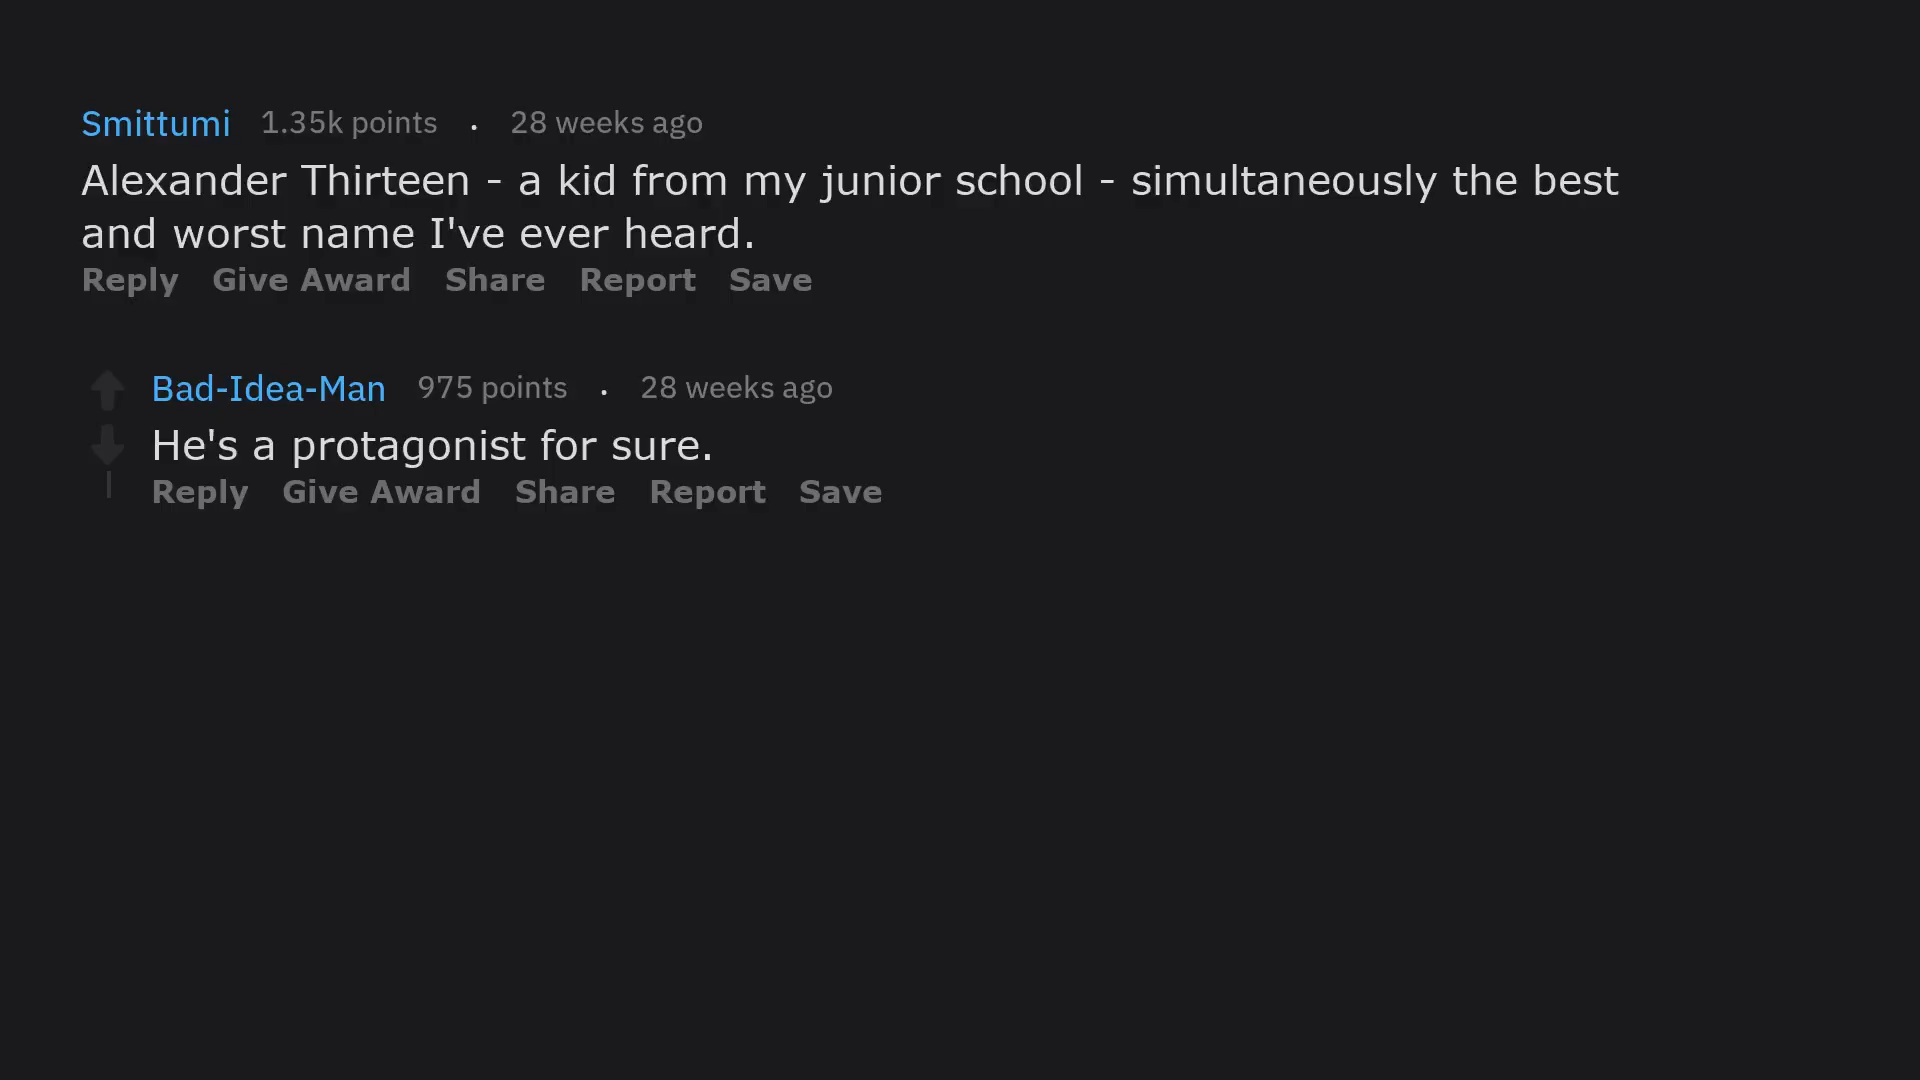 Smittumi 1.35k points . 28 weeks ago
Alexander Thirteen - a kid from my junior school - simultaneously the best
and worst name I've ever heard.
Reply Give Award Share Report Save
Bad-Idea-Man 975 points . 28 weeks ago
He's a protagonist for sure.
Reply Give Award Share Report Save